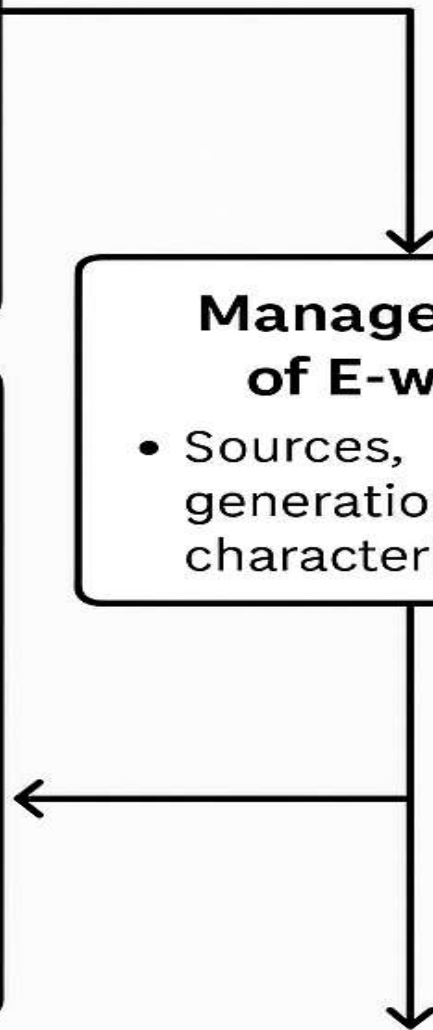 Manage
of E-w
• Sources,
generatio
character